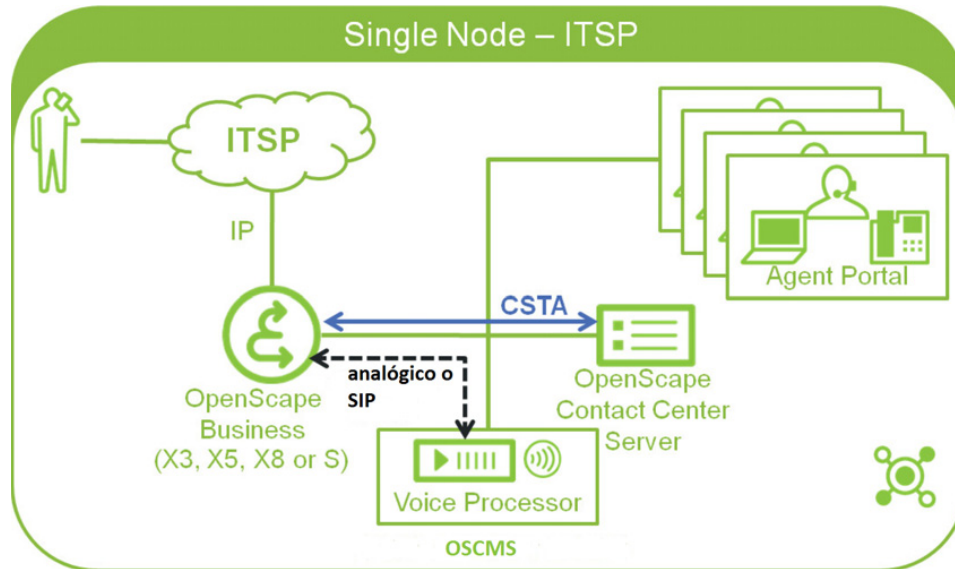 Single Node – ITSP
ITSP
IP
Agent Portal
CSTA
analógico o
SIP
OpenScape
Business
(X3, X5, X8 or S)
OpenScape
Contact Center
Server
Voice Processor
OSCMS